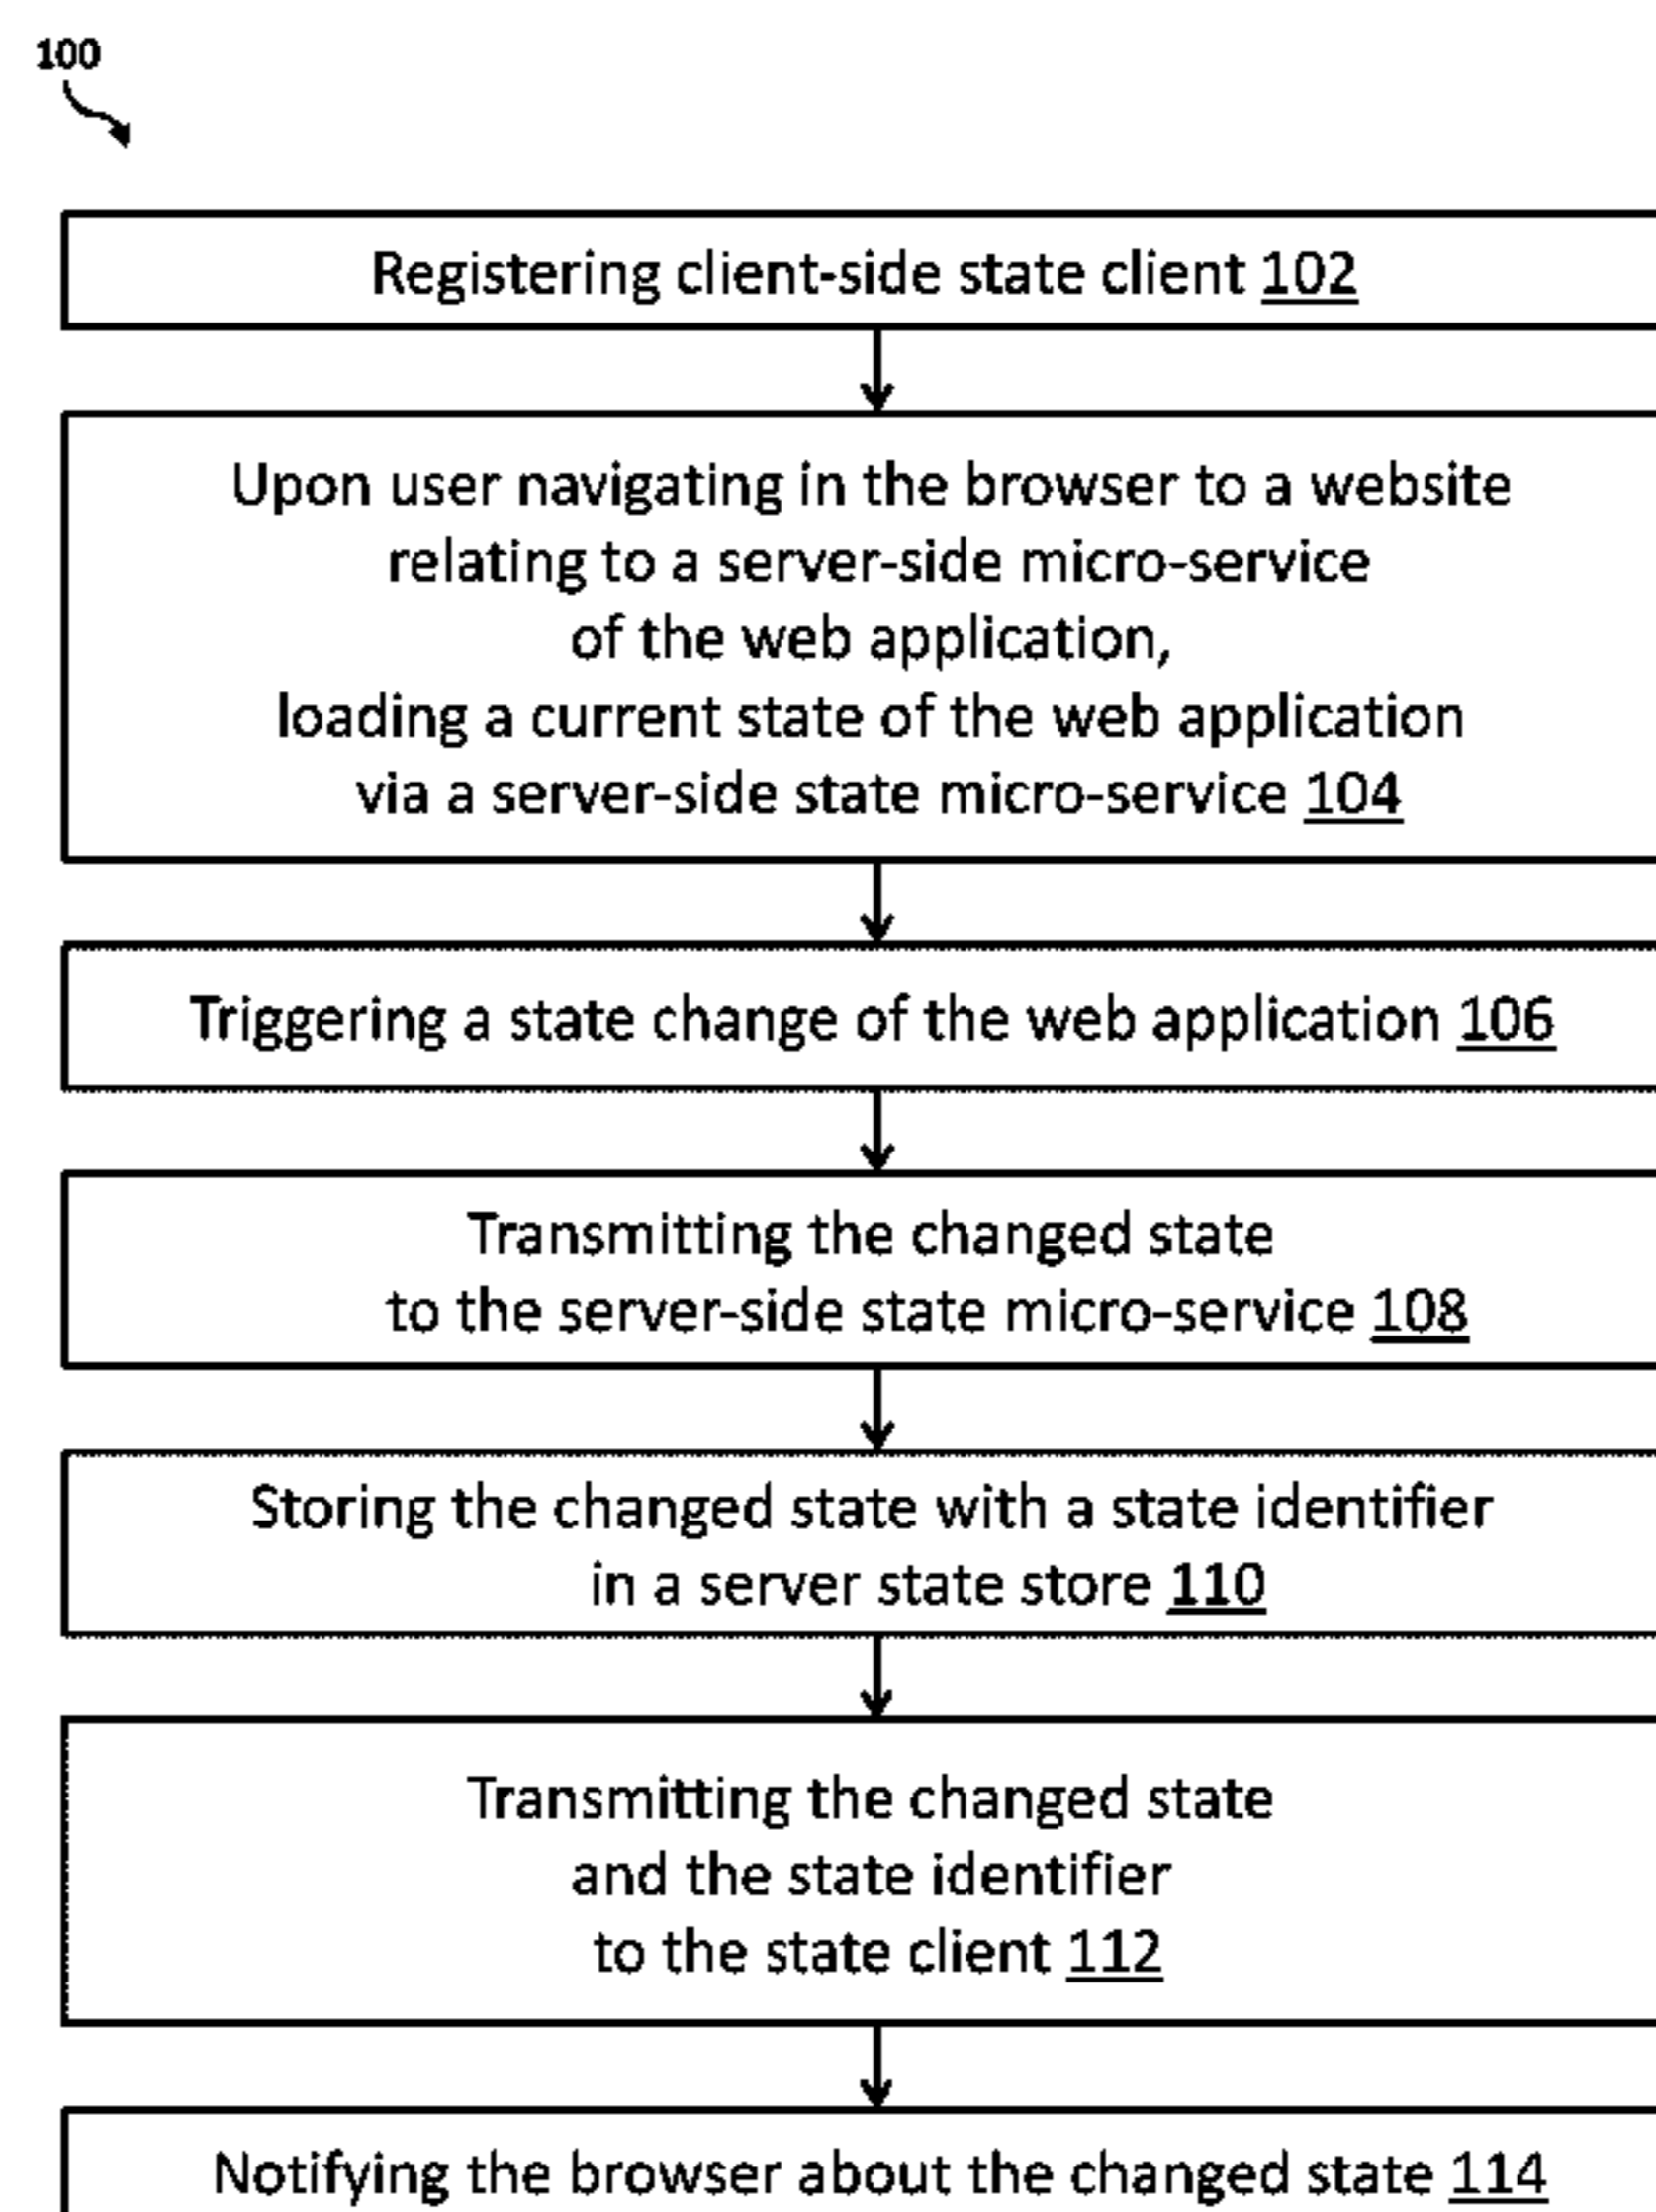 100
Registering client-side state client 102
Upon user navigating in the browser to a website
relating to a server-side micro-service
of the web application,
loading a current state of the web application
via a server-side state micro-service 104
Triggering a state change of the web application 106
Transmitting the changed state
to the server-side state micro-service 108
Storing the changed state with a state identifier
in a server state store 110
Transmitting the changed state
and the state identifier
to the state client 112
Notifying the browser about the changed state 114